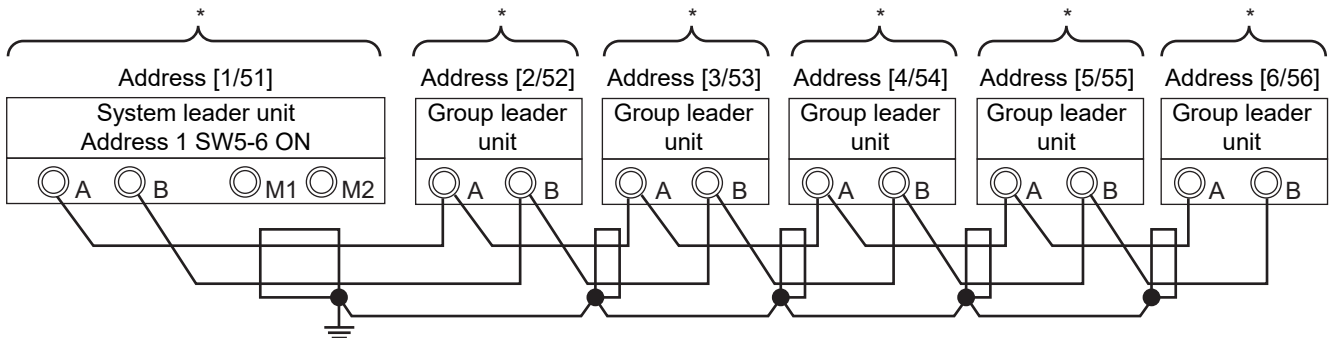 * * * * * *
Address [1/51] Address [2/52] Address [3/53] Address [4/54] Address [5/55] Address [6/56]
System leader unit Group leader Group leader Group leader Group leader Group leader
Address 1 SW5-6 ON unit unit unit unit unit
A B M1 M2 A B A B A B A B A B